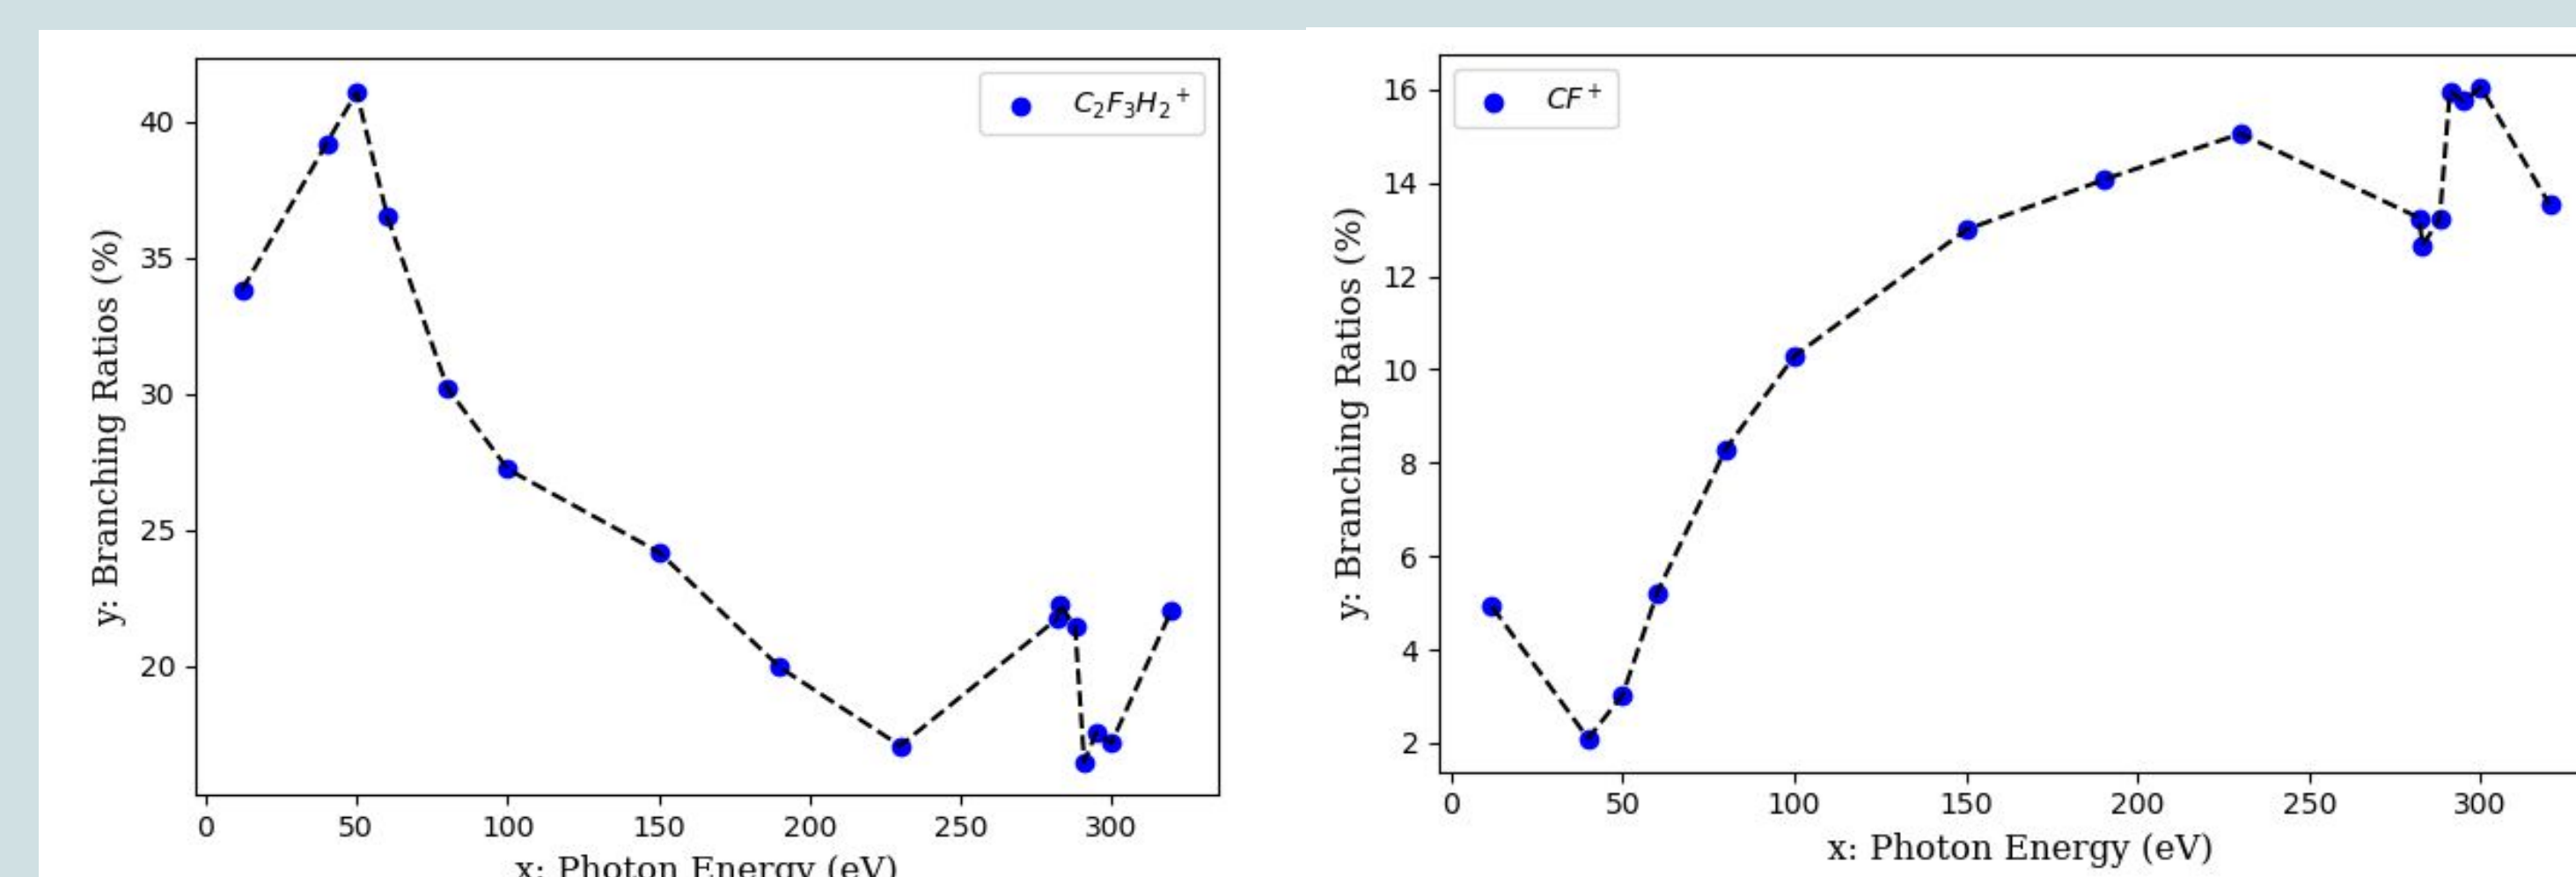 C₂F₃H₂⁺
40
35
30
25
20
y: Branching Ratios (%)
0 50 100 150 200 250 300
x: Photon Energy (eV)
CF⁺
16
14
12
10
8
6
4
2
y: Branching Ratios (%)
0 50 100 150 200 250 300
x: Photon Energy (eV)